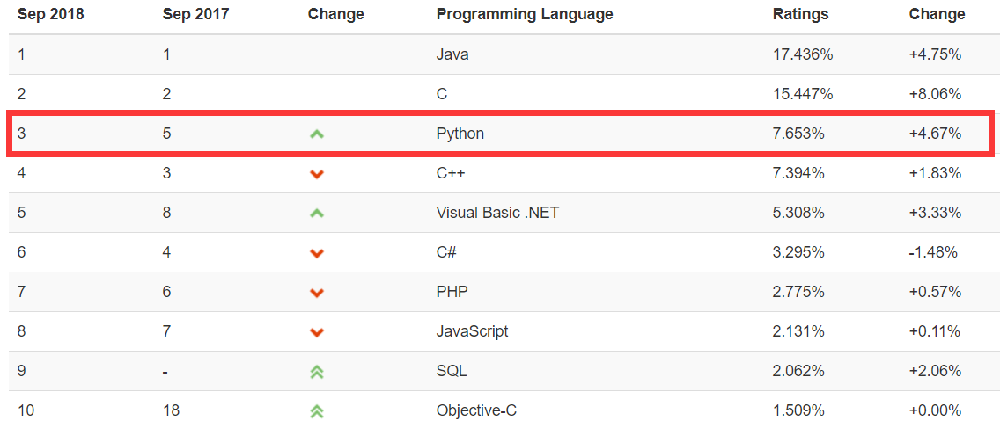 Sep 2018 Sep 2017 Change Programming Language Ratings Change
1 1 Java 17.436% +4.75%
2 2 C 15.447% +8.06%
3 5 Python 7.653% +4.67%
4 3 C++ 7.394% +1.83%
5 8 Visual Basic .NET 5.308% +3.33%
6 4 C# 3.295% -1.48%
7 6 PHP 2.775% +0.57%
8 7 JavaScript 2.131% +0.11%
9 - SQL 2.062% +2.06%
10 18 Objective-C 1.509% +0.00%